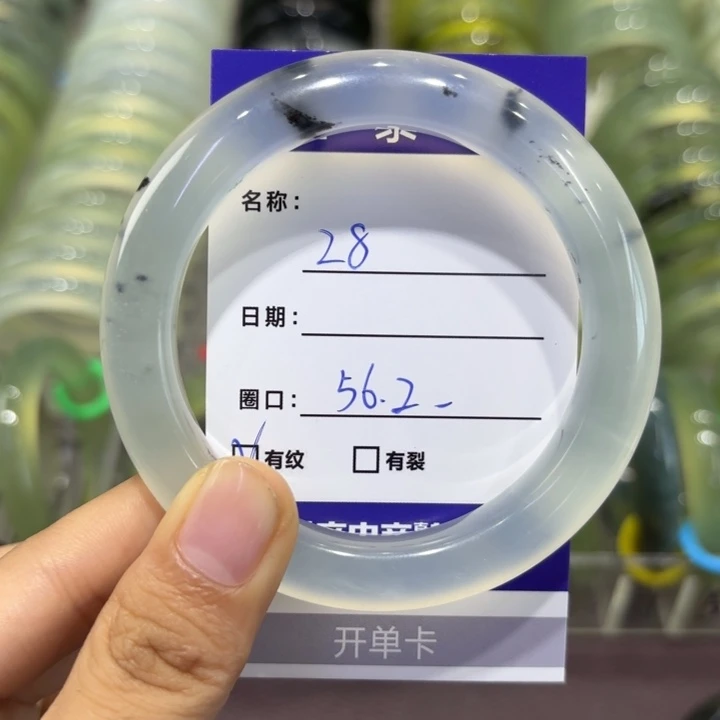 名称：28
日期：
圈口：56.2-
☑有纹 □有裂
开单卡